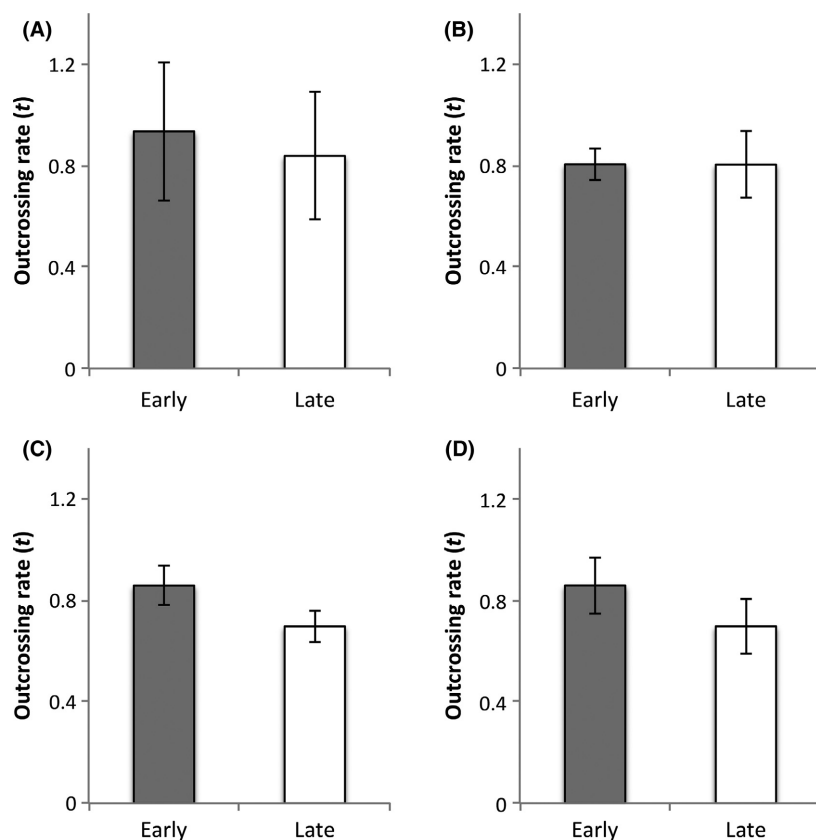 (A)
Outcrossing rate (t)
1.2
0.8
0.4
0
Early Late
(B)
Outcrossing rate (t)
1.2
0.8
0.4
0
Early Late
(C)
Outcrossing rate (t)
1.2
0.8
0.4
0
Early Late
(D)
Outcrossing rate (t)
1.2
0.8
0.4
0
Early Late